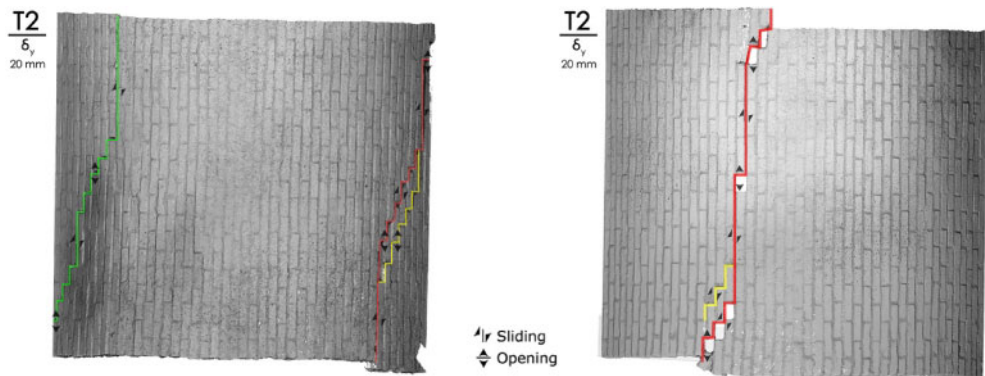 T2
δy
20 mm
Sliding
Opening
T2
δy
20 mm